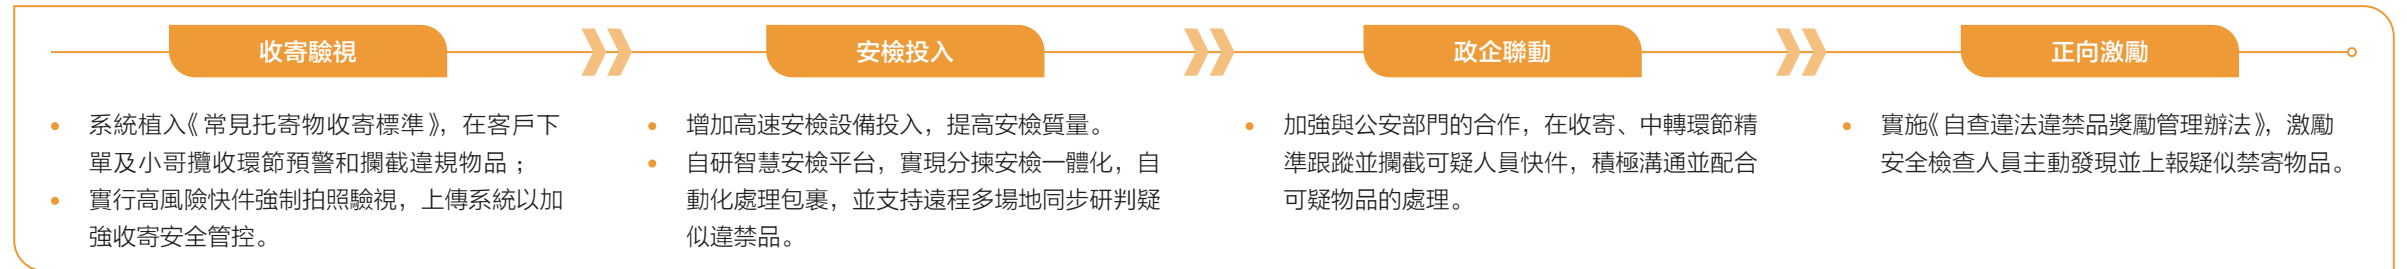 收寄驗視
• 系統植入《常見托寄物收寄標準》，在客戶下
單及小哥攬收環節預警和攔截違規物品；
• 實行高風險快件強制拍照驗視，上傳系統以加
強收寄安全管控。
安檢投入
• 增加高速安檢設備投入，提高安檢質量。
• 自研智慧安檢平台，實現分揀安檢一體化，自
動化處理包裹，並支持遠程多場地同步研判疑
似違禁品。
政企聯動
• 加強與公安部門的合作，在收寄、中轉環節精
準跟蹤並攔截可疑人員快件，積極溝通並配合
可疑物品的處理。
正向激勵
• 實施《自查違法違禁品獎勵管理辦法》，激勵
安全檢查人員主動發現並上報疑似禁寄物品。